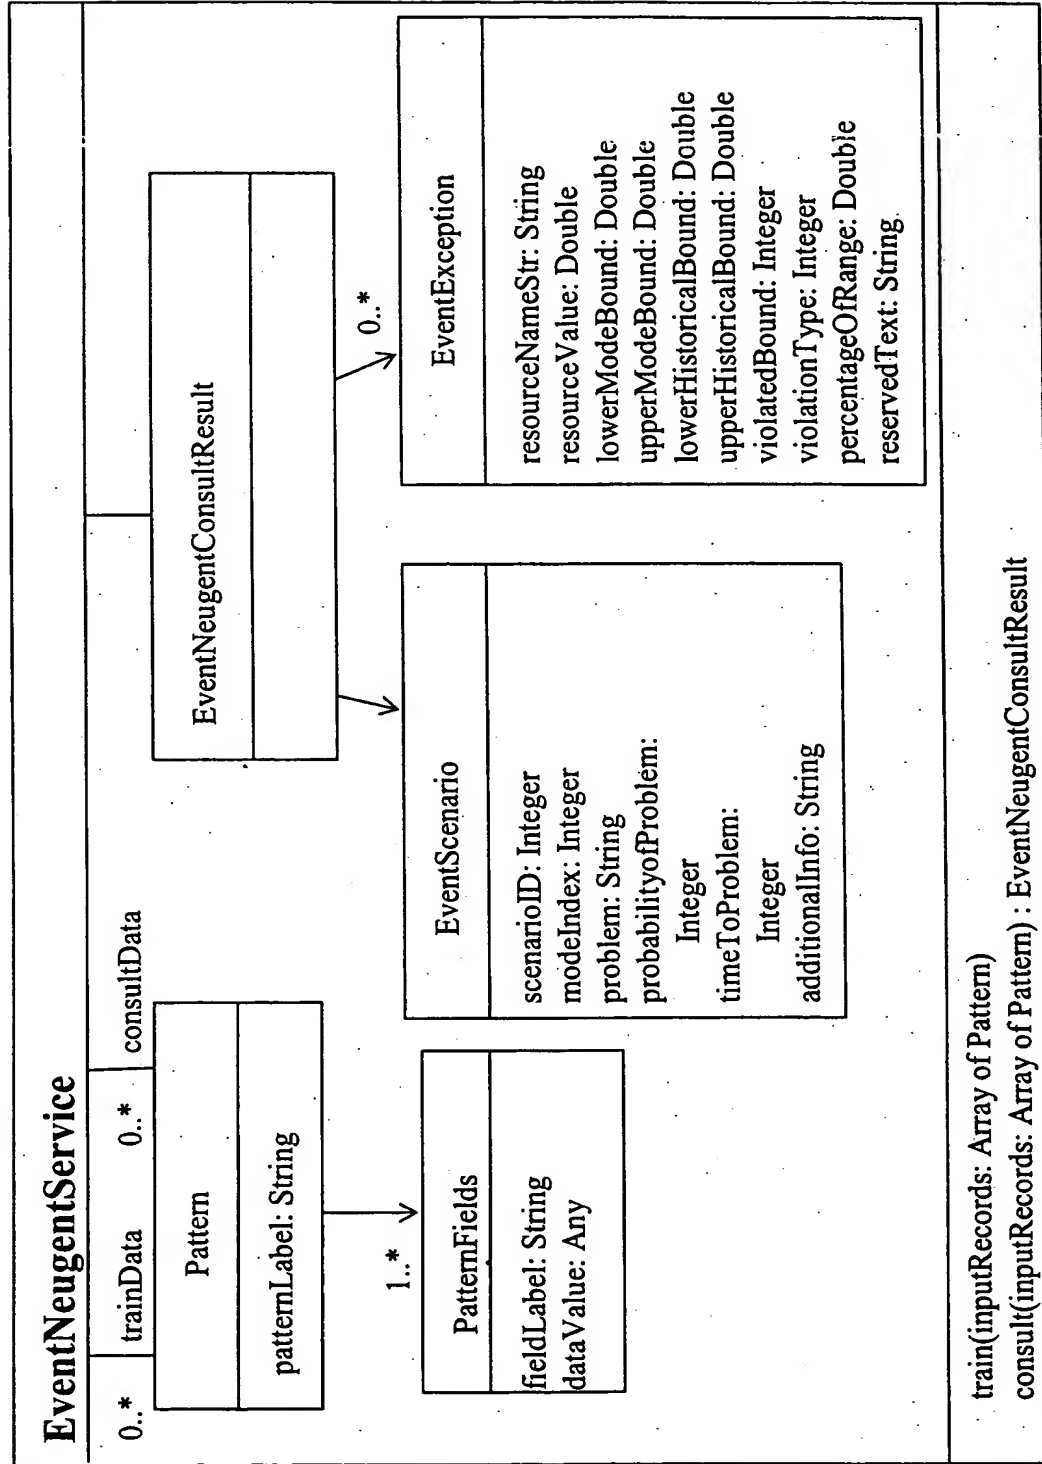 EventNeugentService
0..*
trainData
0..*
consultData
Pattern
patternLabel: String
1..*
PatternFields
fieldLabel: String
dataValue: Any
EventNeugentConsultResult
0..*
EventScenario
scenarioID: Integer
modeIndex: Integer
problem: String
probabilityofProblem:
Integer
timeToProblem:
Integer
additionalInfo: String
EventException
resourceNameStr: String
resourceValue: Double
lowerModeBound: Double
upperModeBound: Double
lowerHistoricalBound: Double
upperHistoricalBound: Double
violatedBound: Integer
violationType: Integer
percentageOfRange: Double
reservedText: String
train(inputRecords: Array of Pattern)
consult(inputRecords: Array of Pattern) : EventNeugentConsultResult